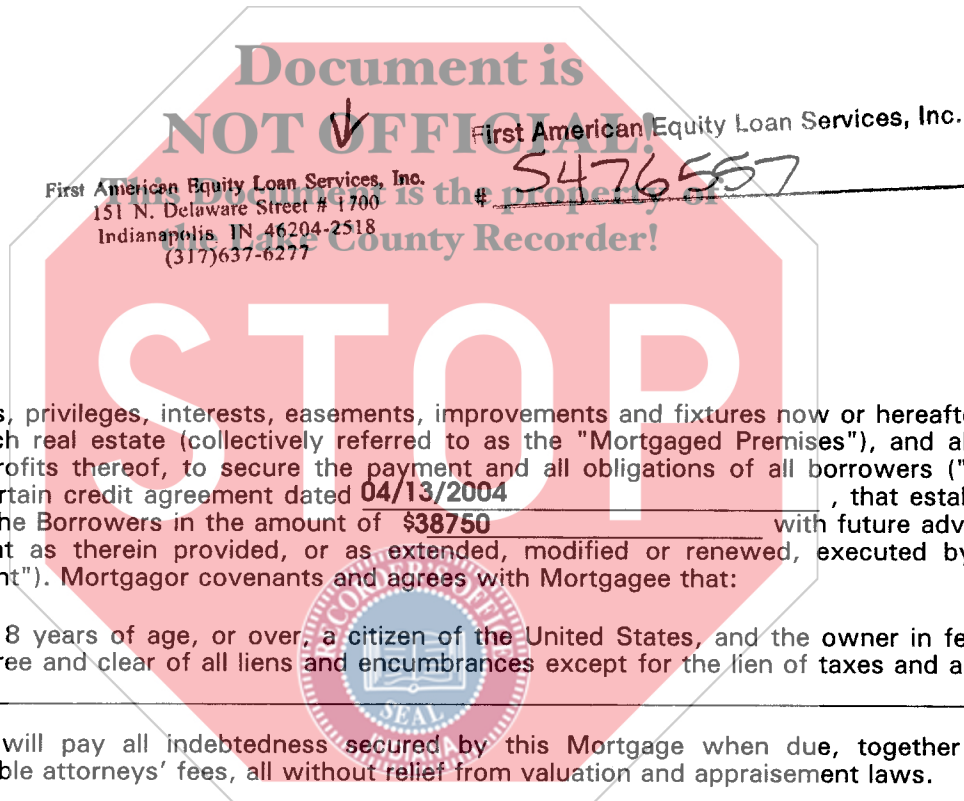 Document is
NOT OFFICIAL!
This Document is the property of
the Lake County Recorder!
First American Equity Loan Services, Inc.
# 5476557
First American Equity Loan Services, Inc.
151 N. Delaware Street # 1700
Indianapolis, IN 46204-2518
(317)637-6277
STOP
s, privileges, interests, easements, improvements and fixtures now or hereafte
ch real estate (collectively referred to as the "Mortgaged Premises"), and a
rofits thereof, to secure the payment and all obligations of all borrowers ("
rtain credit agreement dated 04/13/2004 , that estal
he Borrowers in the amount of $38750 with future adv
nt as therein provided, or as extended, modified or renewed, executed by
nt"). Mortgagor covenants and agrees with Mortgagee that:
8 years of age, or over, a citizen of the United States, and the owner in fe
ree and clear of all liens and encumbrances except for the lien of taxes and a
will pay all indebtedness secured by this Mortgage when due, together
ble attorneys' fees, all without relief from valuation and appraisement laws.
RECORDER'S OFFICE
SEAL
INDIANA